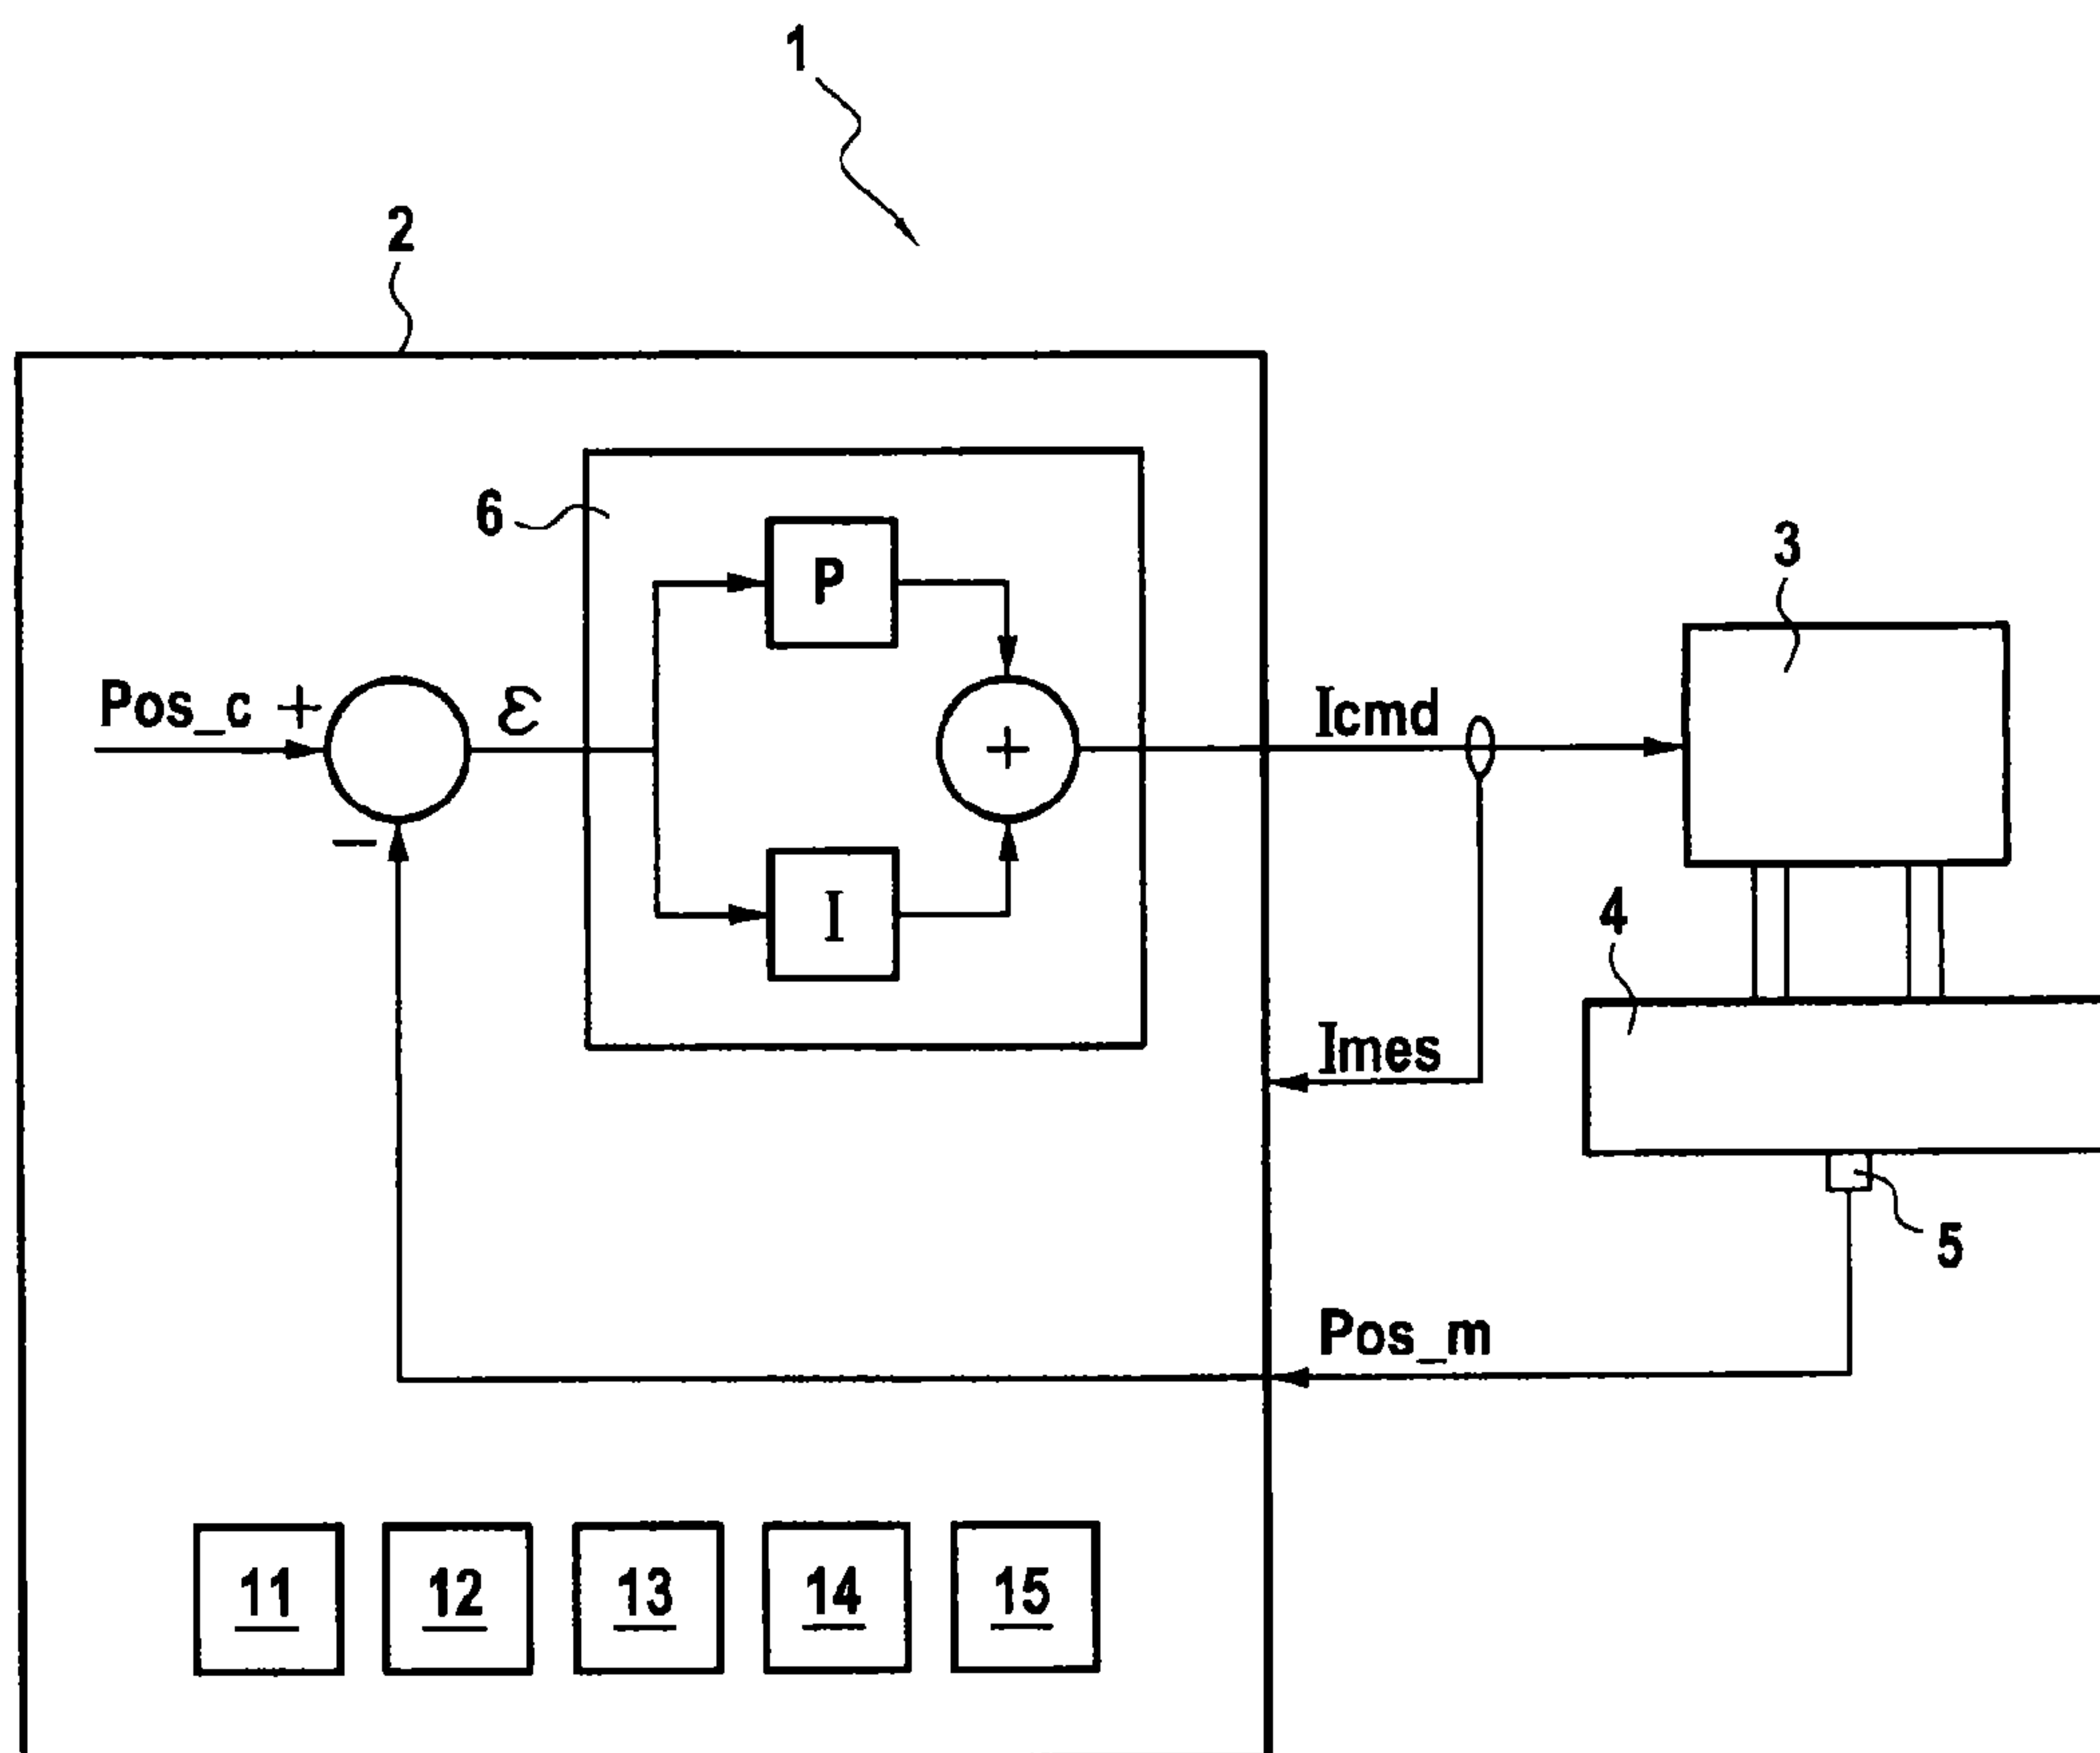 1
2
6
P
3
Pos_c +
ε
+
Icmd
−
I
4
Imes
5
Pos_m
11 12 13 14 15